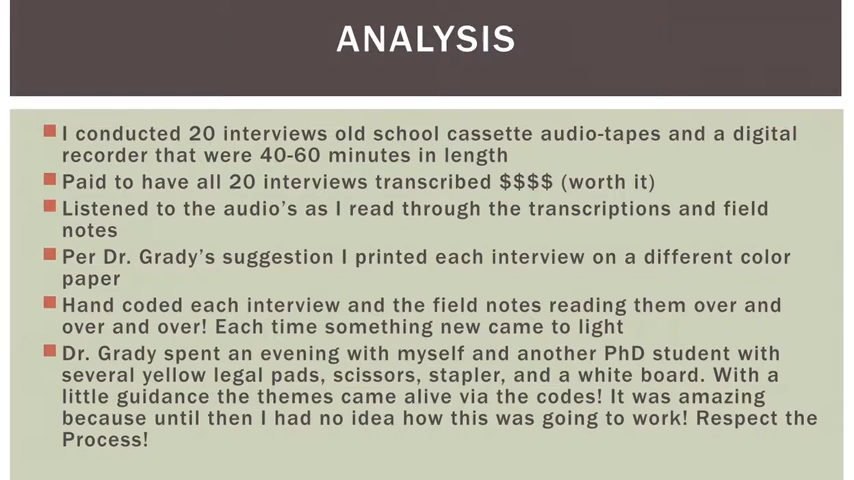 ANALYSIS
I conducted 20 interviews old school cassette audio-tapes and a digital
recorder that were 40-60 minutes in length
Paid to have all 20 interviews transcribed $$$$ (worth it)
Listened to the audio's as I read through the transcriptions and field
notes
Per Dr. Grady's suggestion I printed each interview on a different color
paper
Hand coded each interview and the field notes reading them over and
over and over! Each time something new came to light
Dr. Grady spent an evening with myself and another PhD student with
several yellow legal pads, scissors, stapler, and a white board. With a
little guidance the themes came alive via the codes! It was amazing
because until then I had no idea how this was going to work! Respect the
Process!